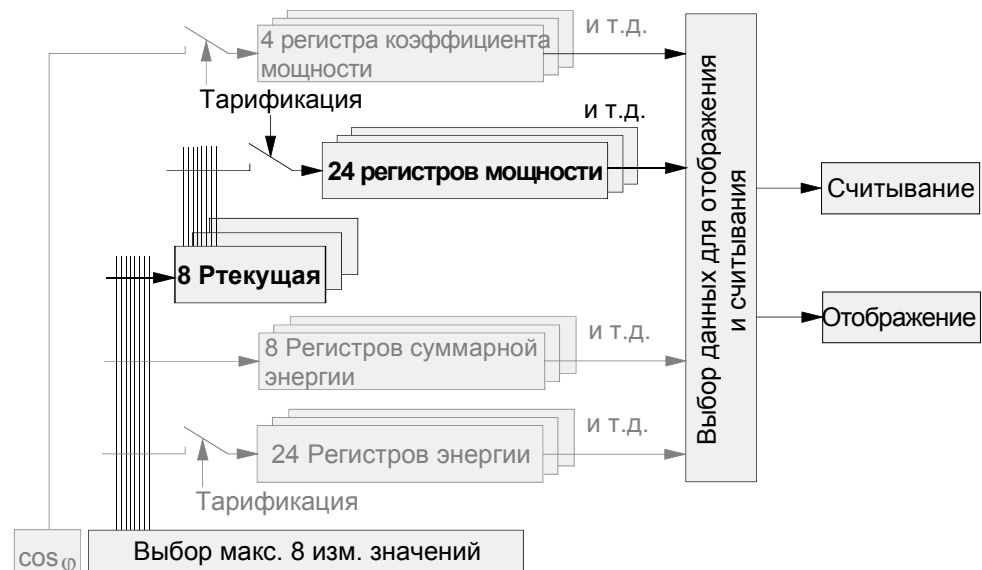 и т.д.
4 регистра коэффициента
мощности
Тарификация
и т.д.
24 регистров мощности
8 Pтекущая
и т.д.
8 Регистров суммарной
энергии
и т.д.
24 Регистров энергии
Тарификация
cos φ
Выбор макс. 8 изм. значений
Выбор данных для отображения
и считывания
Считывание
Отображение